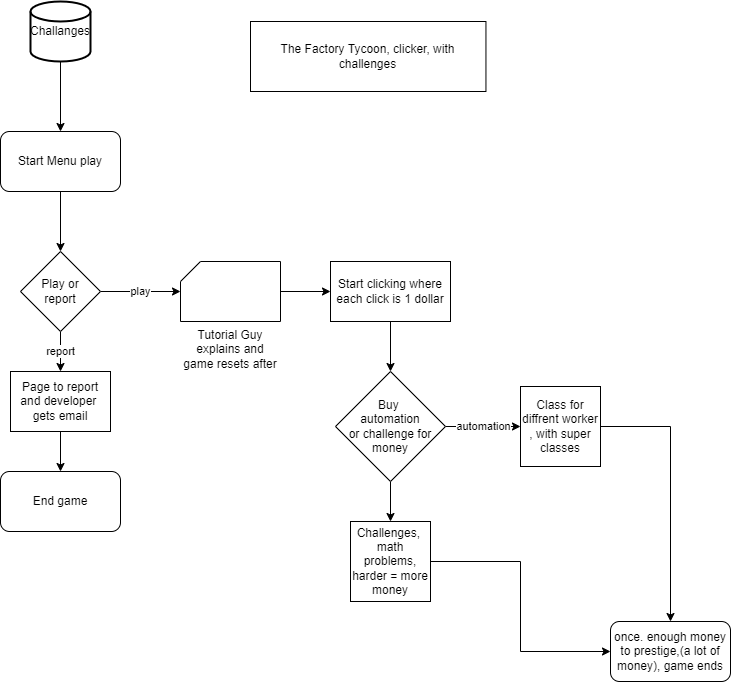 Challanges
The Factory Tycoon, clicker, with
challenges
Start Menu play
Play or
report
play
Start clicking where
each click is 1 dollar
Tutorial Guy
explains and
game resets after
report
Page to report
and developer
gets email
Buy
automation
or challenge for
money
automation
Class for
diffrent worker
, with super
classes
End game
Challenges,
math
problems,
harder = more
money
once. enough money
to prestige,(a lot of
money), game ends